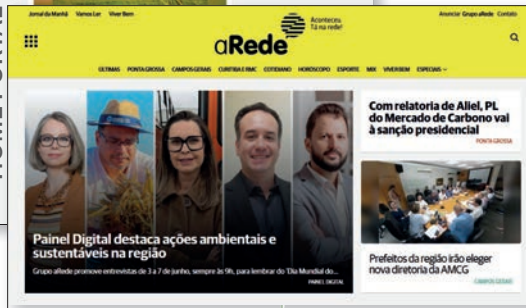 Jornal da Manhã Vamos Ler Viver Bem
Anunciar Grupo aRede Contato
aRede
Aconteceu.
Tá na rede!
ÚLTIMAS PONTA GROSSA CAMPOS GERAIS CURITIBA E RMC COTIDIANO HORÓSCOPO ESPORTE MIX VIVER BEM ESPECIAIS
Painel Digital destaca ações ambientais e
sustentáveis na região
Grupo aRede promove entrevistas de 3 a 7 de junho, sempre às 9h, para lembrar do 'Dia Mundial do...
PAINEL DIGITAL
Com relatoria de Aliel, PL
do Mercado de Carbono vai
à sanção presidencial
PONTA GROSSA
Prefeitos da região irão eleger
nova diretoria da AMCG
CAMPOS GERAIS